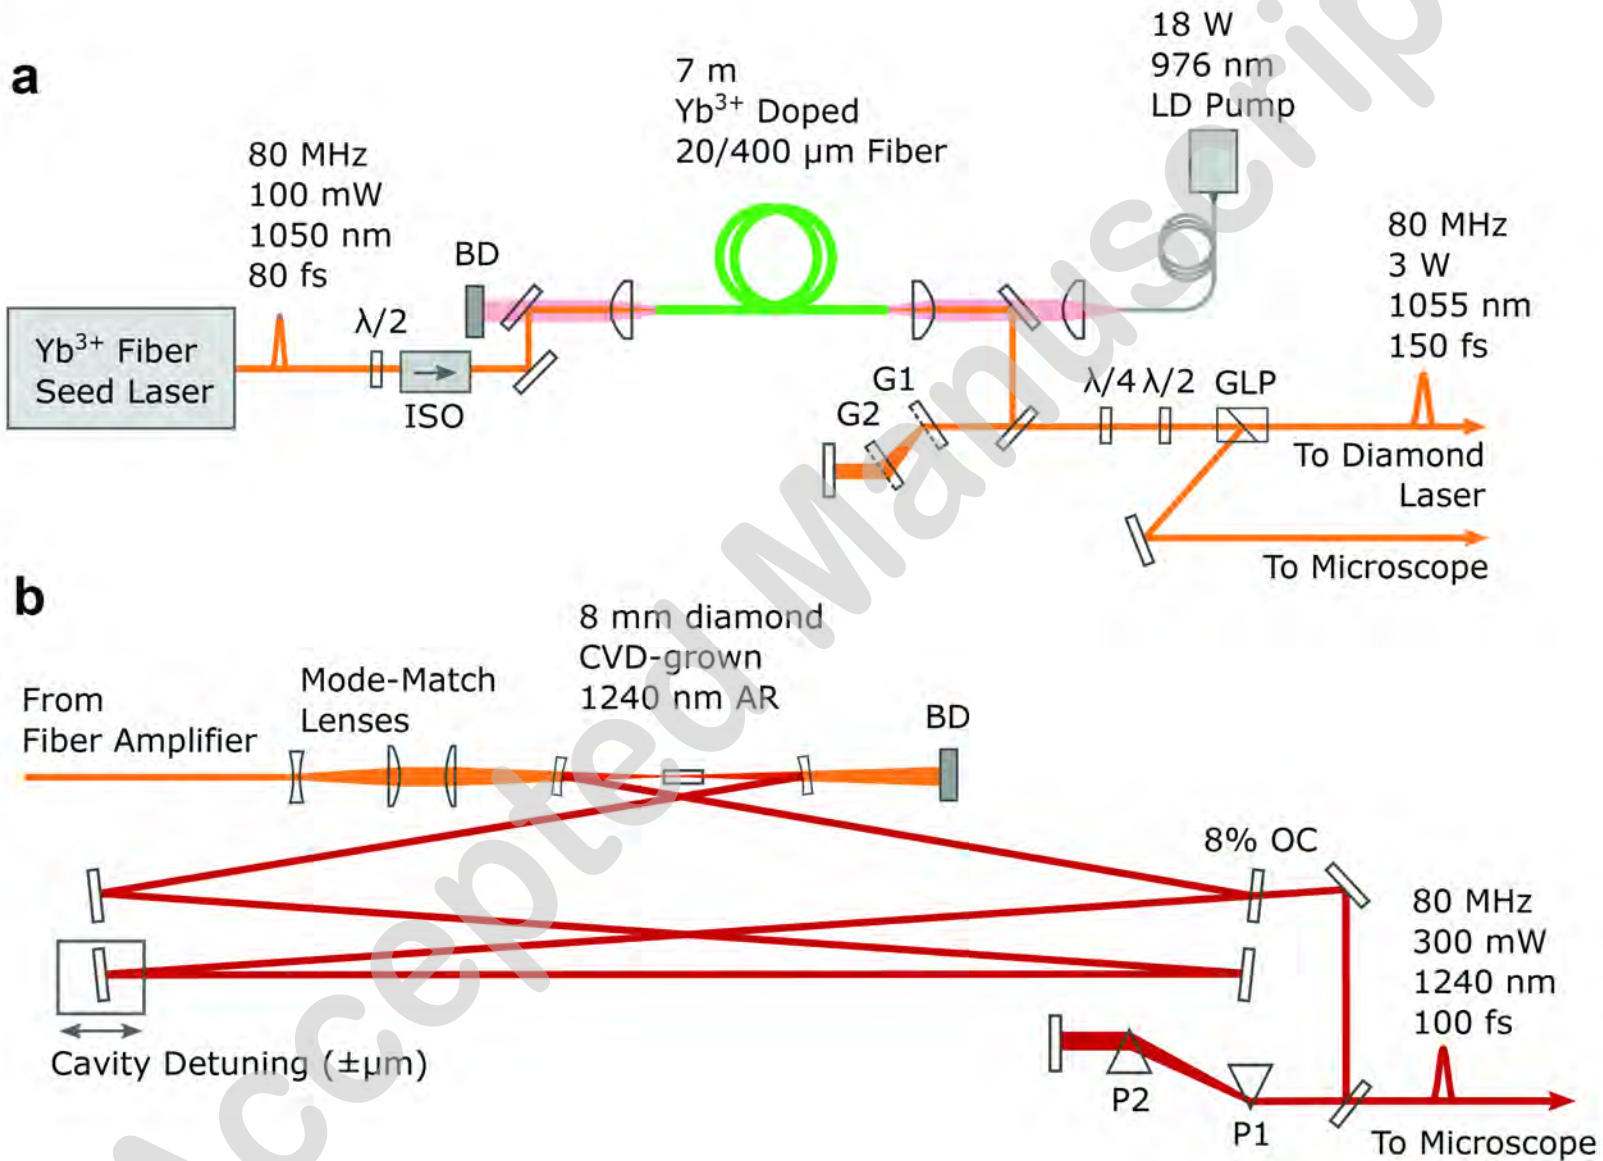 a
80 MHz
100 mW
1050 nm
80 fs
Yb³⁺ Fiber
Seed Laser
λ/2
ISO
BD
7 m
Yb³⁺ Doped
20/400 µm Fiber
18 W
976 nm
LD Pump
G1
G2
λ/4 λ/2 GLP
80 MHz
3 W
1055 nm
150 fs
To Diamond
Laser
To Microscope
b
From
Fiber Amplifier
Mode-Match
Lenses
8 mm diamond
CVD-grown
1240 nm AR
BD
8% OC
Cavity Detuning (±µm)
80 MHz
300 mW
1240 nm
100 fs
P2
P1
To Microscope
Accepted Manuscrip